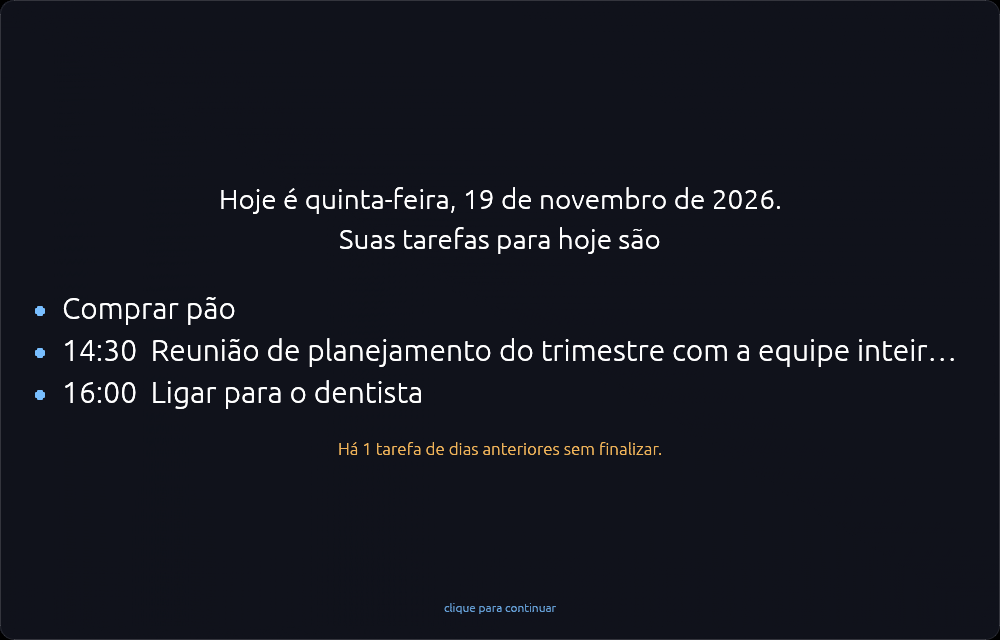 Hoje é quinta-feira, 19 de novembro de 2026.
Suas tarefas para hoje são
• Comprar pão
• 14:30 Reunião de planejamento do trimestre com a equipe inteir…
• 16:00 Ligar para o dentista
Há 1 tarefa de dias anteriores sem finalizar.
clique para continuar